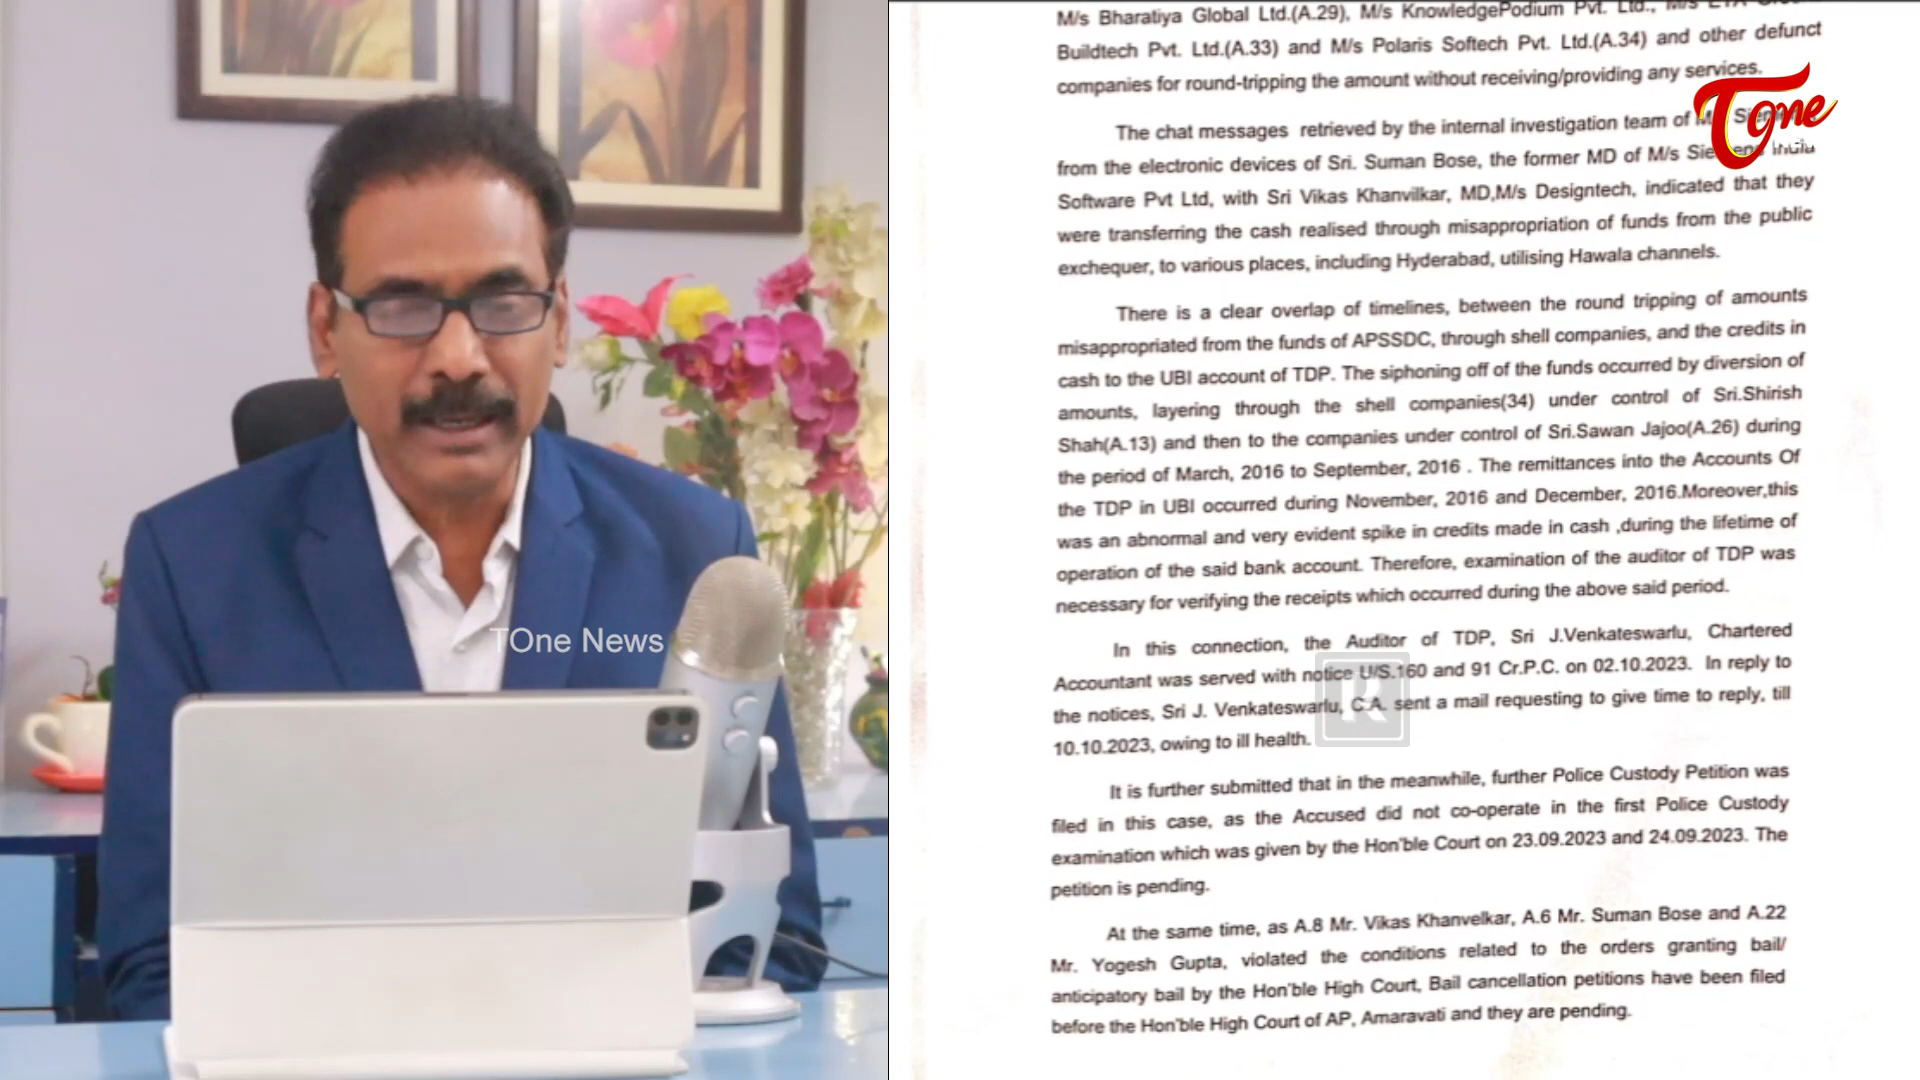 M/s Bharatiya Global Ltd.(A.29), M/s KnowledgePodium Pvt. Ltd., M/s
Buildtech Pvt. Ltd.(A.33) and M/s Polaris Softech Pvt. Ltd.(A.34) and other defunct
companies for round-tripping the amount without receiving/providing any services.
Tone
The chat messages retrieved by the internal investigation team of
from the electronic devices of Sri. Suman Bose, the former MD of M/s Siemens India
Software Pvt Ltd, with Sri Vikas Khanvilkar, MD,M/s Designtech, indicated that they
were transferring the cash realised through misappropriation of funds from the public
exchequer, to various places, including Hyderabad, utilising Hawala channels.
There is a clear overlap of timelines, between the round tripping of amounts
misappropriated from the funds of APSSDC, through shell companies, and the credits in
cash to the UBI account of TDP. The siphoning off of the funds occurred by diversion of
amounts, layering through the shell companies(34) under control of Sri.Shirish
Shah(A.13) and then to the companies under control of Sri.Sawan Jajoo(A.26) during
the period of March, 2016 to September, 2016 . The remittances into the Accounts Of
the TDP in UBI occurred during November, 2016 and December, 2016.Moreover,this
was an abnormal and very evident spike in credits made in cash ,during the lifetime of
operation of the said bank account. Therefore, examination of the auditor of TDP was
necessary for verifying the receipts which occurred during the above said period.
In this connection, the Auditor of TDP, Sri J.Venkateswarlu, Chartered
Accountant was served with notice U/S.160 and 91 Cr.P.C. on 02.10.2023. In reply to
the notices, Sri J. Venkateswarlu, C.A. sent a mail requesting to give time to reply, till
10.10.2023, owing to ill health.
It is further submitted that in the meanwhile, further Police Custody Petition was
filed in this case, as the Accused did not co-operate in the first Police Custody
examination which was given by the Hon'ble Court on 23.09.2023 and 24.09.2023. The
petition is pending.
At the same time, as A.8 Mr. Vikas Khanvelkar, A.6 Mr. Suman Bose and A.22
Mr. Yogesh Gupta, violated the conditions related to the orders granting bail/
anticipatory bail by the Hon'ble High Court, Bail cancellation petitions have been filed
before the Hon'ble High Court of AP, Amaravati and they are pending.
TOne News
R